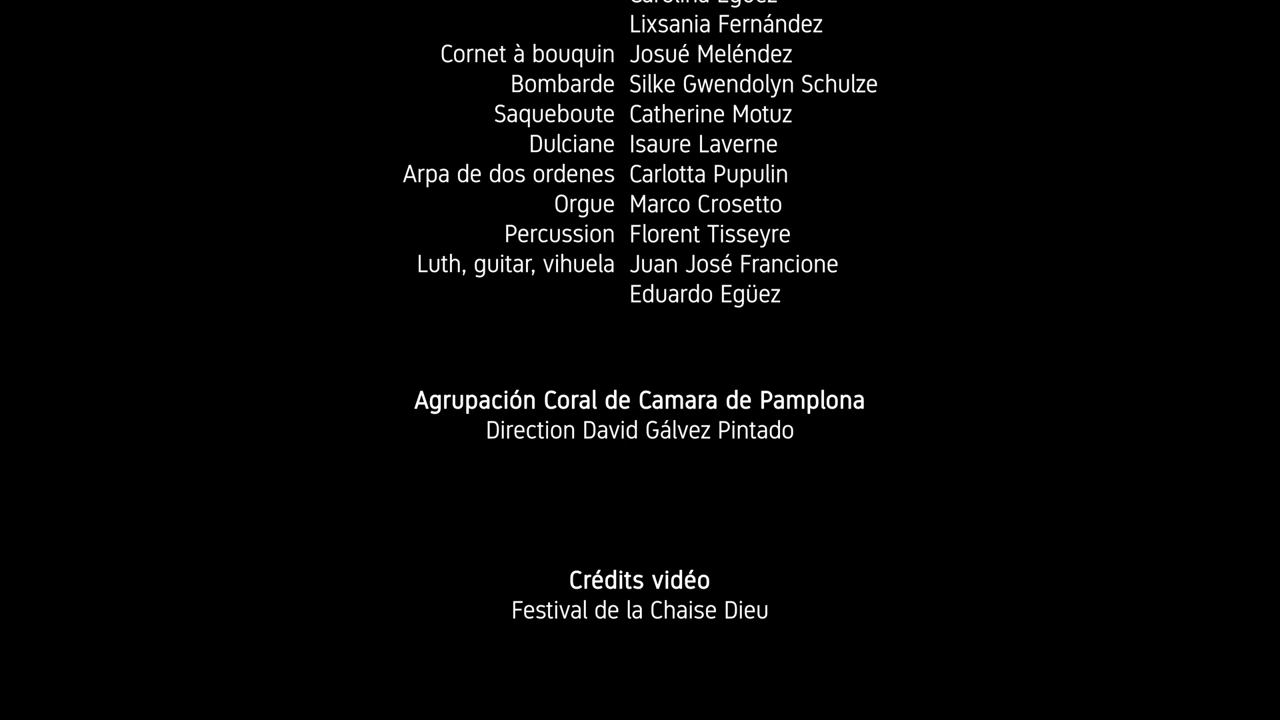 Carolina Egüez
Lixsania Fernández
Cornet à bouquin Josué Meléndez
Bombarde Silke Gwendolyn Schulze
Saqueboute Catherine Motuz
Dulciane Isaure Laverne
Arpa de dos ordenes Carlotta Pupulin
Orgue Marco Crosetto
Percussion Florent Tisseyre
Luth, guitar, vihuela Juan José Francione
Eduardo Egüez
Agrupación Coral de Camara de Pamplona
Direction David Gálvez Pintado
Crédits vidéo
Festival de la Chaise Dieu